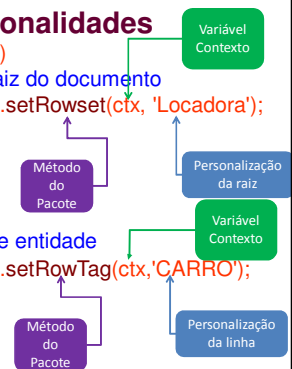 onalidades
Variável
Contexto
)
aiz do documento
.setRowset(ctx, 'Locadora');
Método
do
Pacote
Personalização
da raiz
Variável
Contexto
e entidade
.setRowTag(ctx,'CARRO');
Método
do
Pacote
Personalização
da linha